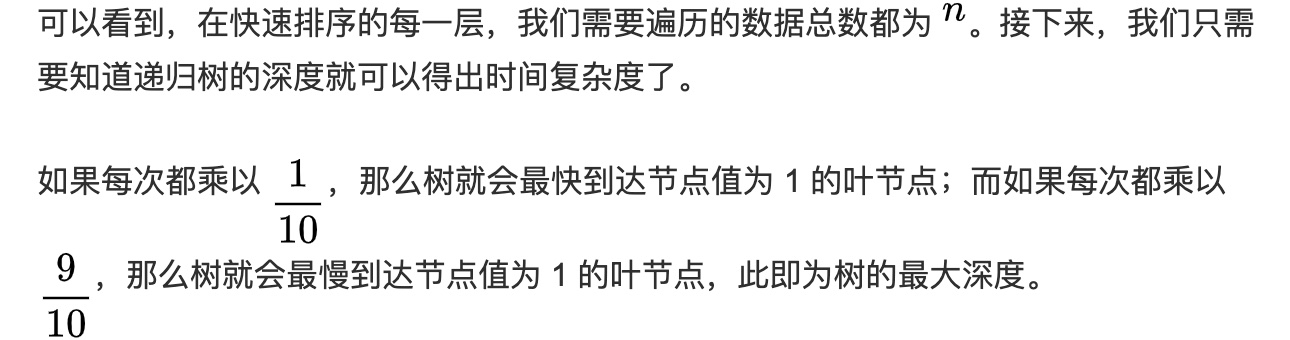 可以看到，在快速排序的每一层，我们需要遍历的数据总数都为 n。接下来，我们只需
要知道递归树的深度就可以得出时间复杂度了。
如果每次都乘以 1/10，那么树就会最快到达节点值为 1 的叶节点；而如果每次都乘以
9/10，那么树就会最慢到达节点值为 1 的叶节点，此即为树的最大深度。